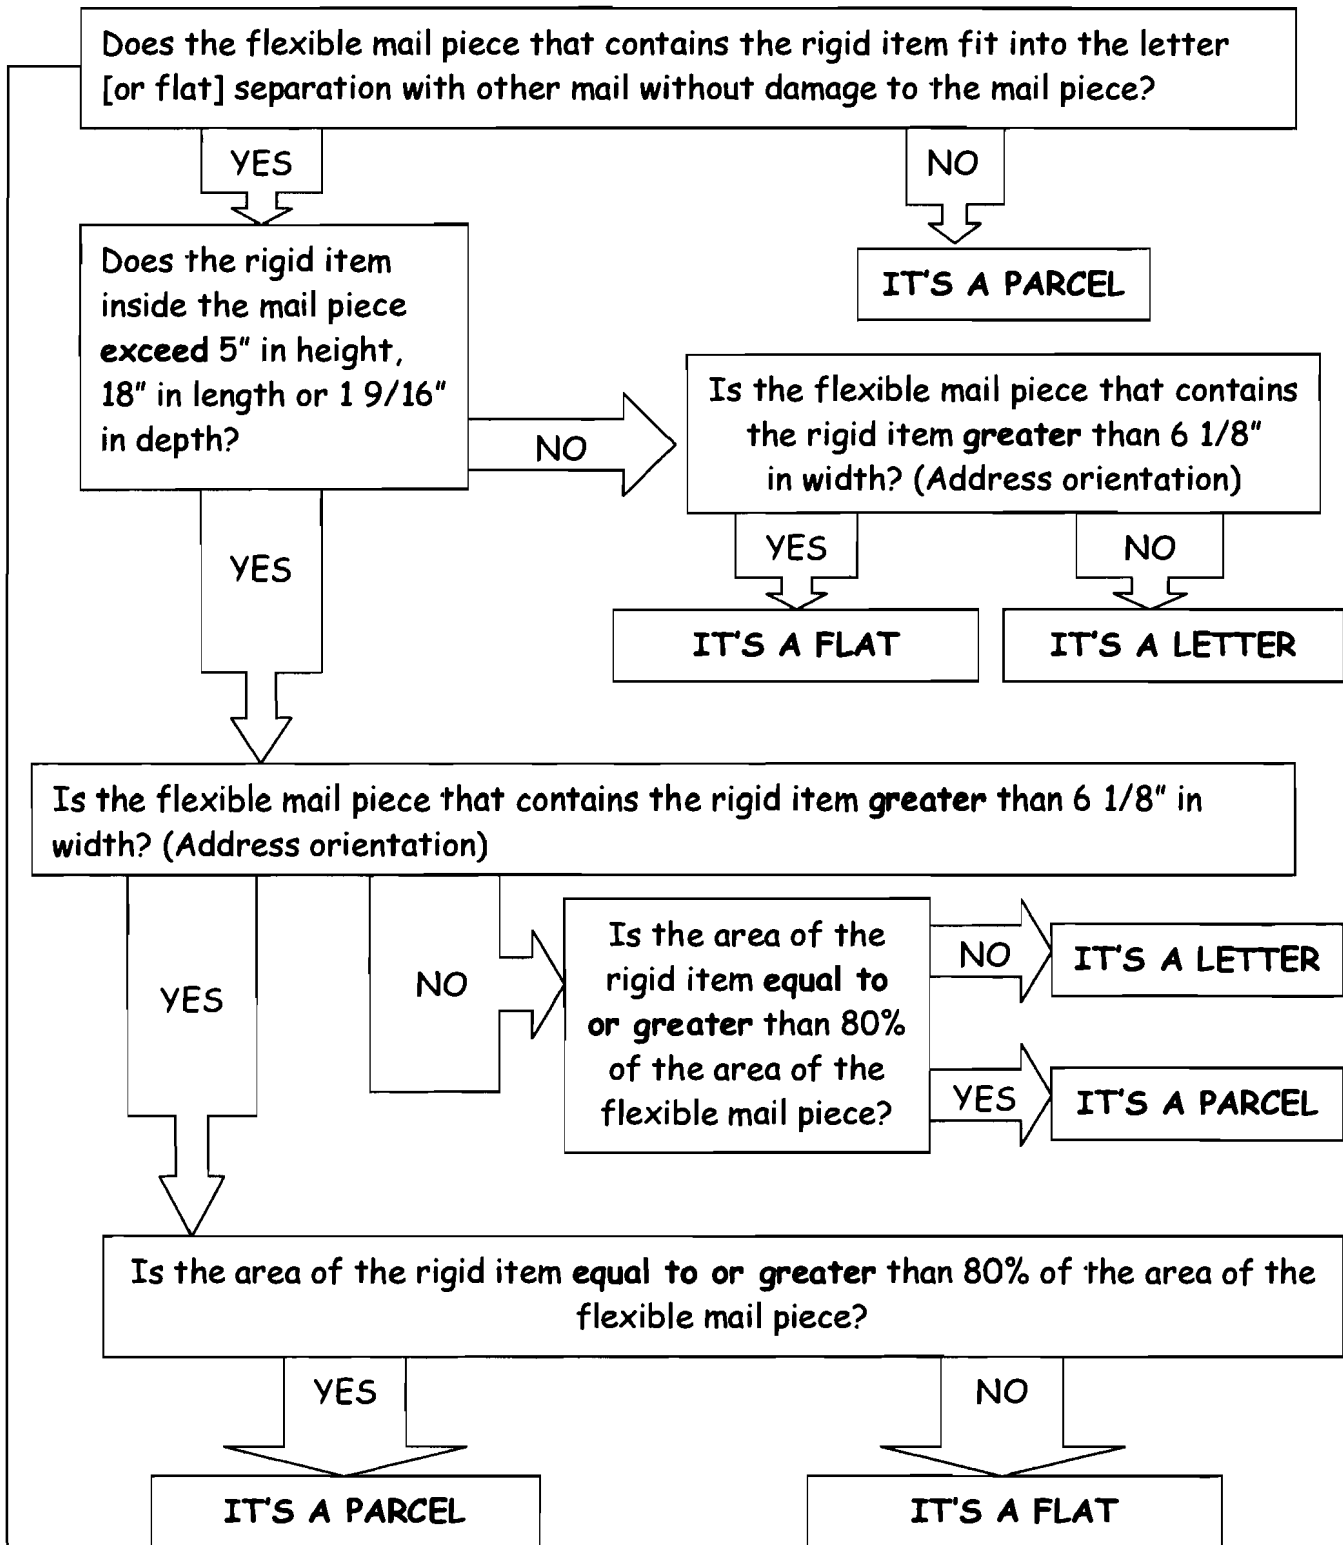 Does the flexible mail piece that contains the rigid item fit into the letter
[or flat] separation with other mail without damage to the mail piece?
YES
NO
Does the rigid item
inside the mail piece
exceed 5" in height,
18" in length or 1 9/16"
in depth?
IT'S A PARCEL
NO
Is the flexible mail piece that contains
the rigid item greater than 6 1/8"
in width? (Address orientation)
YES
YES
NO
IT'S A FLAT
IT'S A LETTER
Is the flexible mail piece that contains the rigid item greater than 6 1/8" in
width? (Address orientation)
YES
NO
Is the area of the
rigid item equal to
or greater than 80%
of the area of the
flexible mail piece?
NO
IT'S A LETTER
YES
IT'S A PARCEL
Is the area of the rigid item equal to or greater than 80% of the area of the
flexible mail piece?
YES
NO
IT'S A PARCEL
IT'S A FLAT